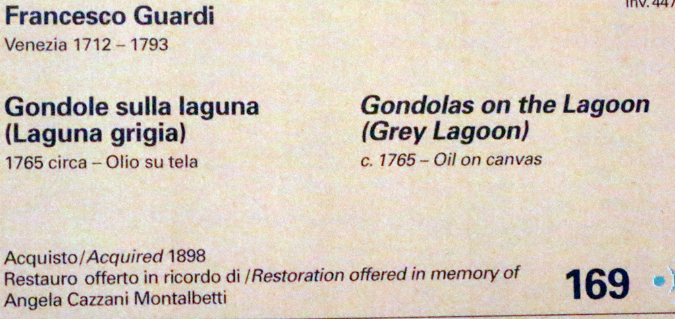 inv. 447
Francesco Guardi
Venezia 1712 – 1793
Gondole sulla laguna
(Laguna grigia)
1765 circa – Olio su tela
Gondolas on the Lagoon
(Grey Lagoon)
c. 1765 – Oil on canvas
Acquisto/Acquired 1898
Restauro offerto in ricordo di /Restoration offered in memory of
Angela Cazzani Montalbetti
169